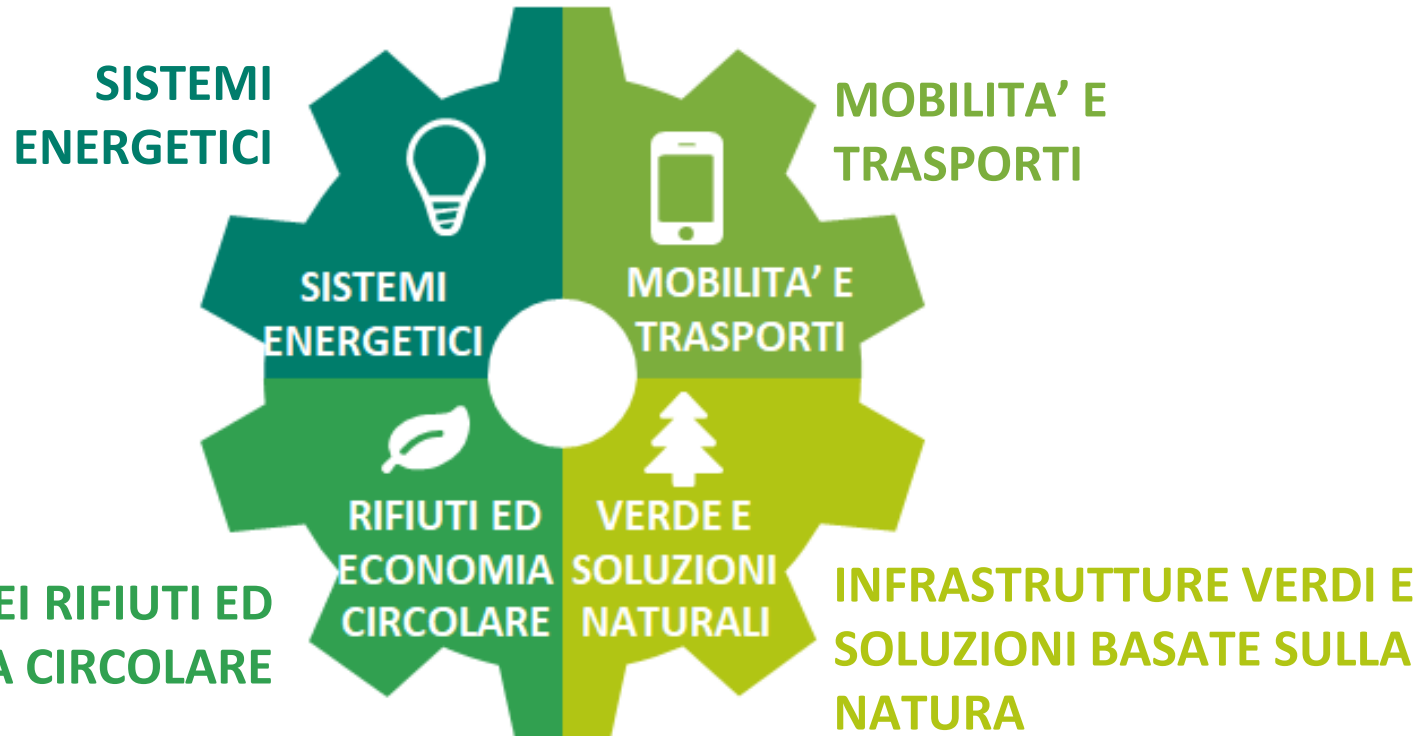 SISTEMI
ENERGETICI
MOBILITA’ E
TRASPORTI
SISTEMI
ENERGETICI
MOBILITA’ E
TRASPORTI
RIFIUTI ED
ECONOMIA
CIRCOLARE
VERDE E
SOLUZIONI
NATURALI
EI RIFIUTI ED
A CIRCOLARE
INFRASTRUTTURE VERDI E
SOLUZIONI BASATE SULLA
NATURA